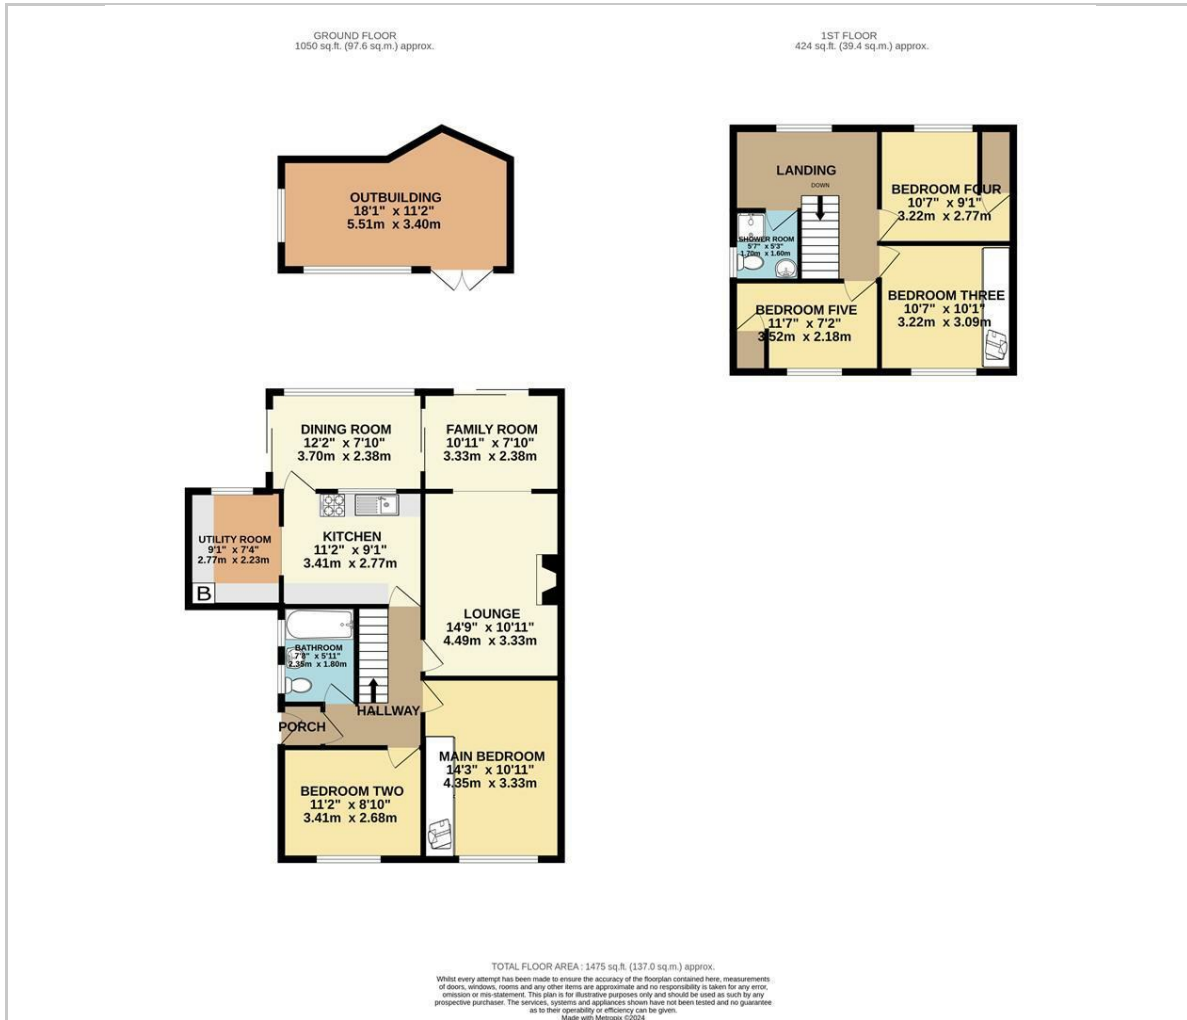 GROUND FLOOR
1050 sq.ft. (97.6 sq.m.) approx.
1ST FLOOR
424 sq.ft. (39.4 sq.m.) approx.
OUTBUILDING
18'1" x 11'2"
5.51m x 3.40m
LANDING
DOWN
BEDROOM FOUR
10'7" x 9'1"
3.22m x 2.77m
SHOWER ROOM
5'7" x 5'3"
1.70m x 1.60m
BEDROOM THREE
10'7" x 10'1"
3.22m x 3.09m
BEDROOM FIVE
11'7" x 7'2"
3.52m x 2.18m
DINING ROOM
12'2" x 7'10"
3.70m x 2.38m
FAMILY ROOM
10'11" x 7'10"
3.33m x 2.38m
UTILITY ROOM
9'1" x 7'4"
2.77m x 2.23m
B
KITCHEN
11'2" x 9'1"
3.41m x 2.77m
LOUNGE
14'9" x 10'11"
4.49m x 3.33m
BATHROOM
7'8" x 5'11"
2.35m x 1.80m
HALLWAY
PORCH
MAIN BEDROOM
14'3" x 10'11"
4.35m x 3.33m
BEDROOM TWO
11'2" x 8'10"
3.41m x 2.68m
TOTAL FLOOR AREA : 1475 sq.ft. (137.0 sq.m.) approx.
Whilst every attempt has been made to ensure the accuracy of the floorplan contained here, measurements
of doors, windows, rooms and any other items are approximate and no responsibility is taken for any error,
omission or mis-statement. This plan is for illustrative purposes only and should be used as such by any
prospective purchaser. The services, systems and appliances shown have not been tested and no guarantee
as to their operability or efficiency can be given.
Made with Metropix ©2024